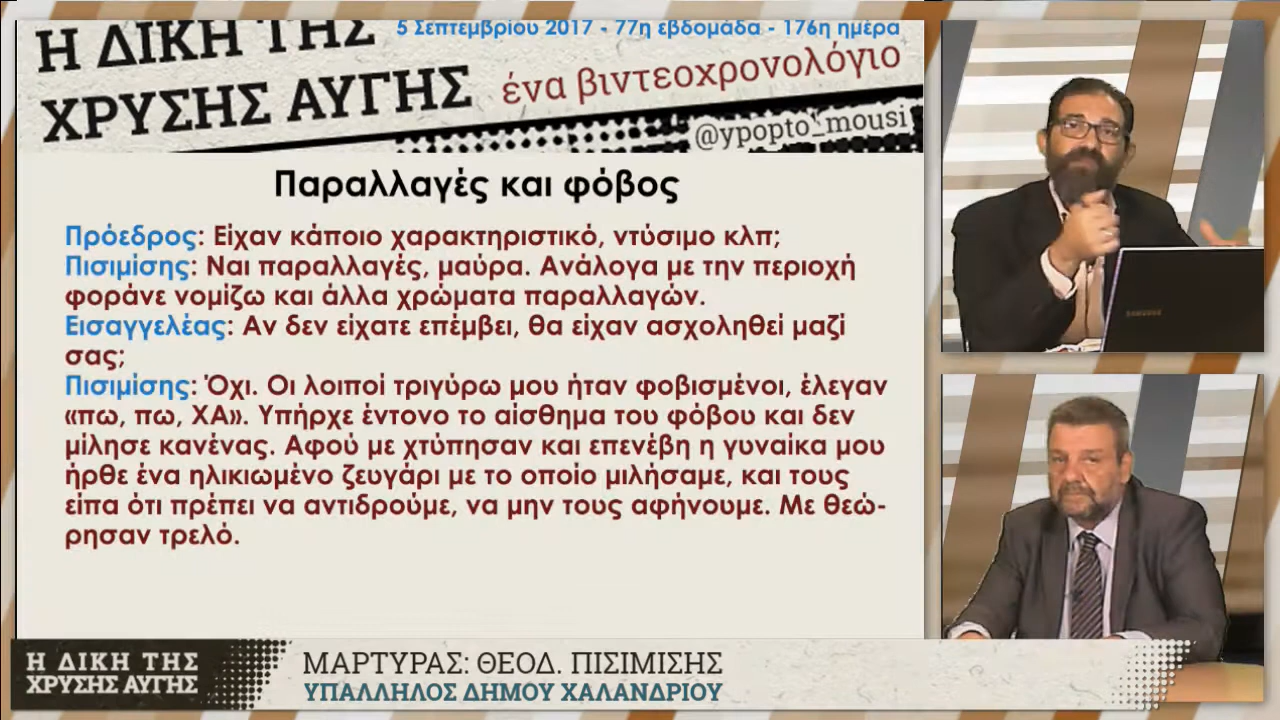 5 Σεπτεμβρίου 2017 - 77η εβδομάδα - 176η ημέρα
Η ΔΙΚΗ ΤΗΣ
ΧΡΥΣΗΣ ΑΥΓΗΣ
ένα βιντεοχρονολόγιο
@ypopto_mousi
Παραλλαγές και φόβος
Πρόεδρος: Είχαν κάποιο χαρακτηριστικό, ντύσιμο κλπ;
Πισιμίσης: Ναι παραλλαγές, μαύρα. Ανάλογα με την περιοχή
φοράνε νομίζω και άλλα χρώματα παραλλαγών.
Εισαγγελέας: Αν δεν είχατε επέμβει, θα είχαν ασχοληθεί μαζί
σας;
Πισιμίσης: Όχι. Οι λοιποί τριγύρω μου ήταν φοβισμένοι, έλεγαν
«πω, πω, ΧΑ». Υπήρχε έντονο το αίσθημα του φόβου και δεν
μίλησε κανένας. Αφού με χτύπησαν και επενέβη η γυναίκα μου
ήρθε ένα ηλικιωμένο ζευγάρι με το οποίο μιλήσαμε, και τους
είπα ότι πρέπει να αντιδρούμε, να μην τους αφήνουμε. Με θεώ-
ρησαν τρελό.
SAMSUNG
Η ΔΙΚΗ ΤΗΣ
ΧΡΥΣΗΣ ΑΥΓΗΣ
ΜΑΡΤΥΡΑΣ: ΘΕΟΔ. ΠΙΣΙΜΙΣΗΣ
ΥΠΑΛΛΗΛΟΣ ΔΗΜΟΥ ΧΑΛΑΝΔΡΙΟΥ